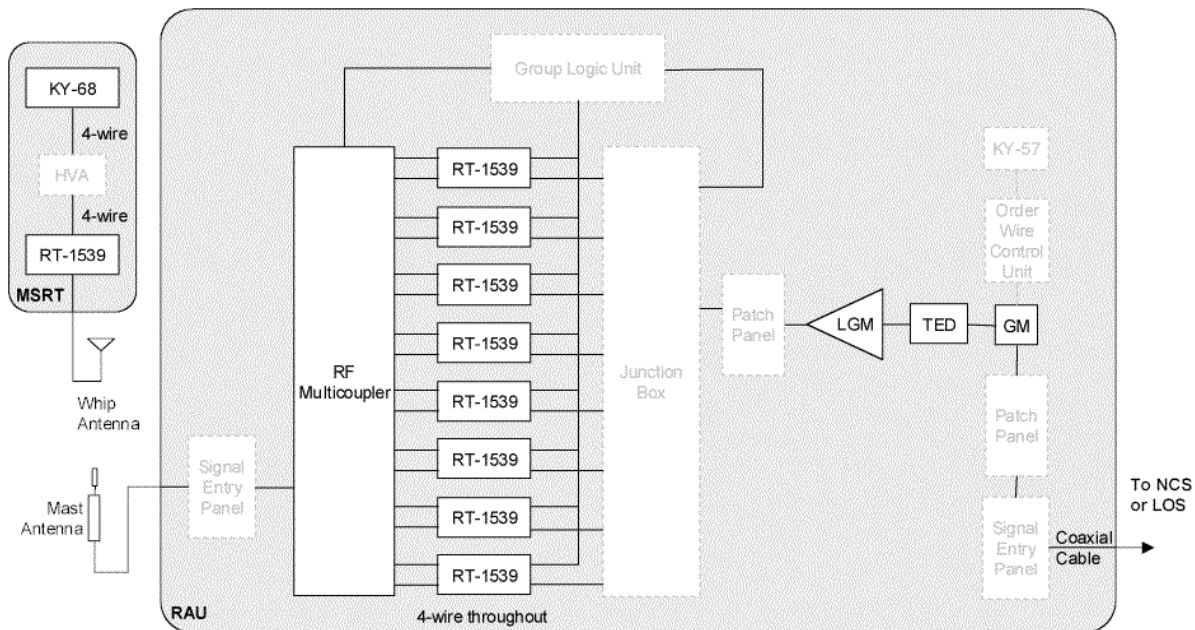 KY-68
4-wire
HVA
4-wire
RT-1539
MSRT
Whip
Antenna
Mast
Antenna
Signal
Entry
Panel
RAU
RF
Multicoupler
Group Logic Unit
RT-1539
RT-1539
RT-1539
RT-1539
RT-1539
RT-1539
RT-1539
RT-1539
4-wire throughout
Junction
Box
Patch
Panel
LGM
TED
GM
KY-57
Order
Wire
Control
Unit
Patch
Panel
Signal
Entry
Panel
Coaxial
Cable
To NCS
or LOS